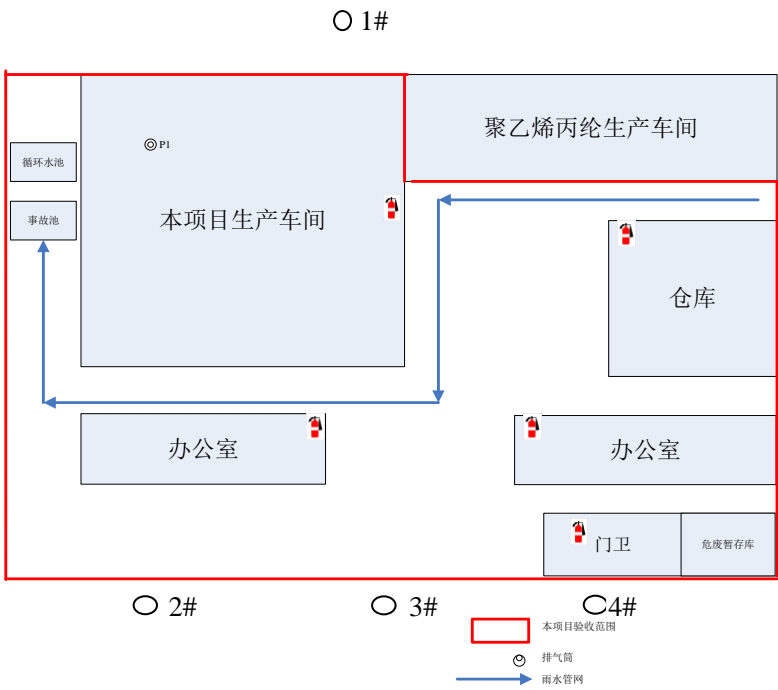 1#
聚乙烯丙纶生产车间
P1
循环水池
事故池
本项目生产车间
仓库
办公室
办公室
门卫
危废暂存库
2#
3#
4#
本项目验收范围
排气筒
雨水管网